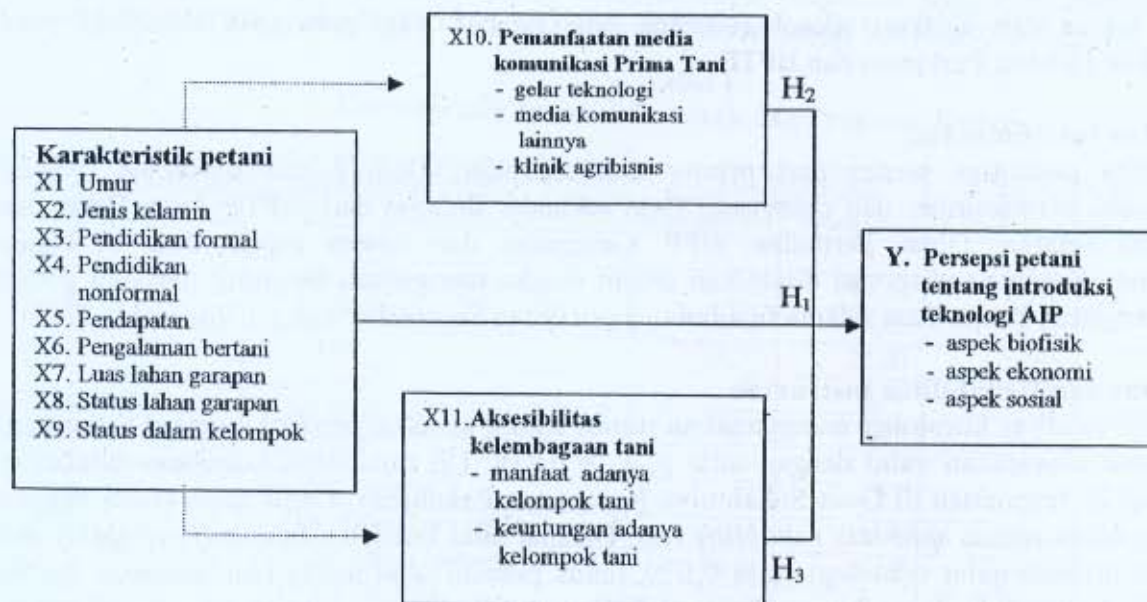 Karakteristik petani
X1 Umur
X2. Jenis kelamin
X3. Pendidikan formal
X4. Pendidikan
nonformal
X5. Pendapatan
X6. Pengalaman bertani
X7. Luas lahan garapan
X8. Status lahan garapan
X9. Status dalam kelompok
X10. Pemanfaatan media
komunikasi Prima Tani
- gelar teknologi
- media komunikasi
lainnya
- klinik agribisnis
H2
H1
X11. Aksesibilitas
kelembagaan tani
- manfaat adanya
kelompok tani
- keuntungan adanya
kelompok tani
H3
Y. Persepsi petani
tentang introduksi
teknologi AIP
- aspek biofisik
- aspek ekonomi
- aspek sosial